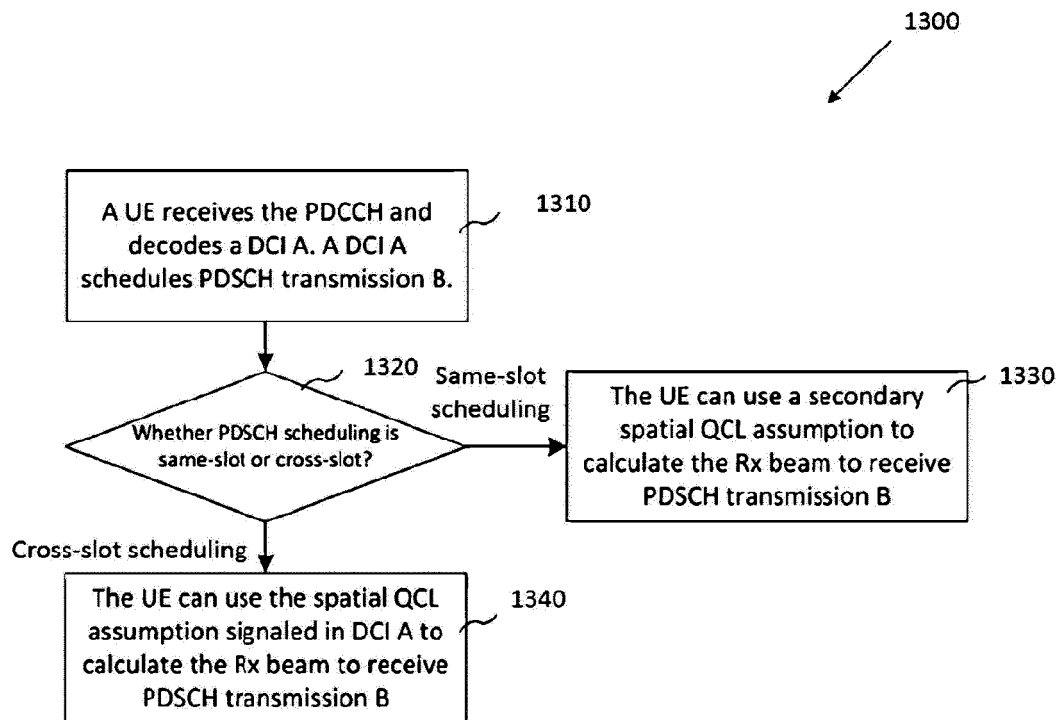 1300
A UE receives the PDCCH and
decodes a DCI A. A DCI A
schedules PDSCH transmission B.
1310
1320
Whether PDSCH scheduling is
same-slot or cross-slot?
Same-slot
scheduling
The UE can use a secondary
spatial QCL assumption to
calculate the Rx beam to receive
PDSCH transmission B
1330
Cross-slot scheduling
The UE can use the spatial QCL
assumption signaled in DCI A to
calculate the Rx beam to receive
PDSCH transmission B
1340